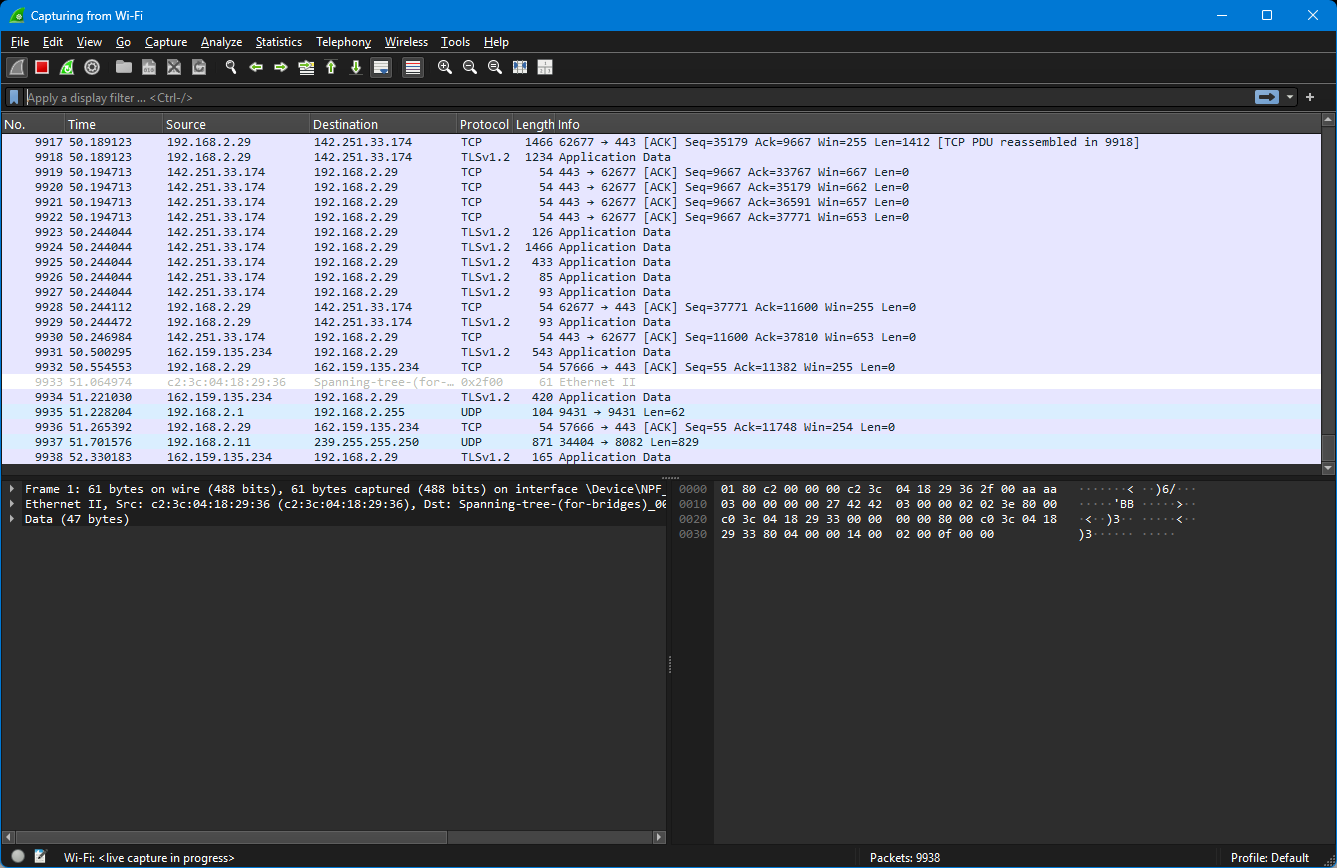 Capturing from Wi-Fi
File Edit View Go Capture Analyze Statistics Telephony Wireless Tools Help
Apply a display filter ... <Ctrl-/>
No. Time Source Destination Protocol Length Info
9917 50.189123 192.168.2.29 142.251.33.174 TCP 1466 62677 → 443 [ACK] Seq=35179 Ack=9667 Win=255 Len=1412 [TCP PDU reassembled in 9918]
9918 50.189123 192.168.2.29 142.251.33.174 TLSv1.2 1234 Application Data
9919 50.194713 142.251.33.174 192.168.2.29 TCP 54 443 → 62677 [ACK] Seq=9667 Ack=33767 Win=667 Len=0
9920 50.194713 142.251.33.174 192.168.2.29 TCP 54 443 → 62677 [ACK] Seq=9667 Ack=35179 Win=662 Len=0
9921 50.194713 142.251.33.174 192.168.2.29 TCP 54 443 → 62677 [ACK] Seq=9667 Ack=36591 Win=657 Len=0
9922 50.194713 142.251.33.174 192.168.2.29 TCP 54 443 → 62677 [ACK] Seq=9667 Ack=37771 Win=653 Len=0
9923 50.244044 142.251.33.174 192.168.2.29 TLSv1.2 126 Application Data
9924 50.244044 142.251.33.174 192.168.2.29 TLSv1.2 1466 Application Data
9925 50.244044 142.251.33.174 192.168.2.29 TLSv1.2 433 Application Data
9926 50.244044 142.251.33.174 192.168.2.29 TLSv1.2 85 Application Data
9927 50.244044 142.251.33.174 192.168.2.29 TLSv1.2 93 Application Data
9928 50.244112 192.168.2.29 142.251.33.174 TCP 54 62677 → 443 [ACK] Seq=37771 Ack=11600 Win=255 Len=0
9929 50.244472 192.168.2.29 142.251.33.174 TLSv1.2 93 Application Data
9930 50.246984 142.251.33.174 192.168.2.29 TCP 54 443 → 62677 [ACK] Seq=11600 Ack=37810 Win=653 Len=0
9931 50.500295 162.159.135.234 192.168.2.29 TLSv1.2 543 Application Data
9932 50.554553 192.168.2.29 162.159.135.234 TCP 54 57666 → 443 [ACK] Seq=55 Ack=11382 Win=255 Len=0
9933 51.064974 c2:3c:04:18:29:36 Spanning-tree-(for-… 0x2f00 61 Ethernet II
9934 51.221030 162.159.135.234 192.168.2.29 TLSv1.2 420 Application Data
9935 51.228204 192.168.2.1 192.168.2.255 UDP 104 9431 → 9431 Len=62
9936 51.265392 192.168.2.29 162.159.135.234 TCP 54 57666 → 443 [ACK] Seq=55 Ack=11748 Win=254 Len=0
9937 51.701576 192.168.2.11 239.255.255.250 UDP 871 34404 → 8082 Len=829
9938 52.330183 162.159.135.234 192.168.2.29 TLSv1.2 165 Application Data
Frame 1: 61 bytes on wire (488 bits), 61 bytes captured (488 bits) on interface \Device\NPF_
Ethernet II, Src: c2:3c:04:18:29:36 (c2:3c:04:18:29:36), Dst: Spanning-tree-(for-bridges)_00
Data (47 bytes)
0000 01 80 c2 00 00 00 c2 3c 04 18 29 36 2f 00 aa aa ·······< ··)6/···
0010 03 00 00 00 00 27 42 42 03 00 00 02 02 3e 80 00 ·····'BB ·····>··
0020 c0 3c 04 18 29 33 00 00 00 00 80 00 c0 3c 04 18 ·<··)3·· ·····<··
0030 29 33 80 04 00 00 14 00 02 00 0f 00 00 )3······ ·····
Wi-Fi: <live capture in progress>
Packets: 9938
Profile: Default